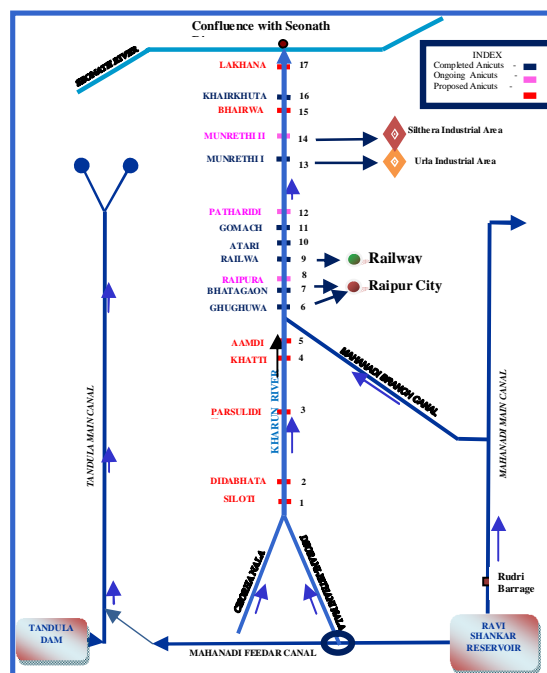 Confluence with Seonath
SEONATH RIVER
INDEX
Completed Anicuts -
Ongoing Anicuts -
Proposed Anicuts -
LAKHANA 17
KHAIRKHUTA 16
BHAIRWA 15
MUNRETHI II 14
Silthera Industrial Area
MUNRETHI I 13
Urla Industrial Area
PATHARIDI 12
GOMACH 11
ATARI 10
RAILWA 9
Railway
RAIPURA 8
BHATAGAON 7
Raipur City
GHUGHUWA 6
AAMDI 5
KHATTI 4
MAHANADI BRANCH CANAL
PARSULIDI 3
KHARUN RIVER
TANDULA MAIN CANAL
MAHANADI MAIN CANAL
DIDABHATA 2
SILOTI 1
Rudri
Barrage
TANDULA
DAM
MAHANADI FEEDAR CANAL
RAVI
SHANKAR
RESERVOIR